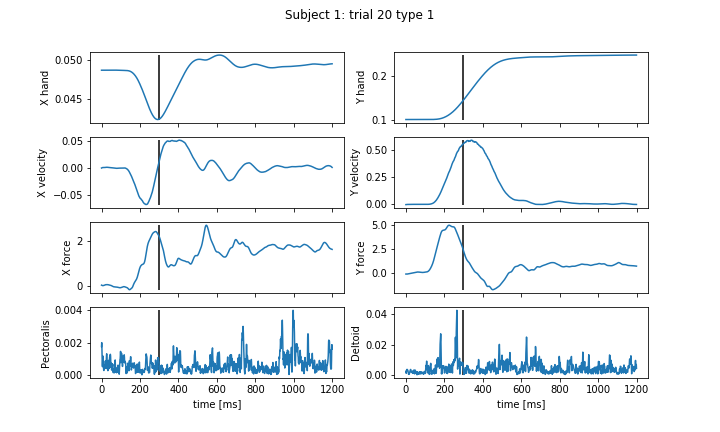 Subject 1: trial 20 type 1
X hand
0.050
0.045
Y hand
0.2
0.1
X velocity
0.05
0.00
−0.05
Y velocity
0.50
0.25
0.00
X force
2
0
Y force
5.0
2.5
0.0
Pectoralis
0.004
0.002
0.000
0 200 400 600 800 1000 1200
time [ms]
Deltoid
0.04
0.02
0.00
0 200 400 600 800 1000 1200
time [ms]